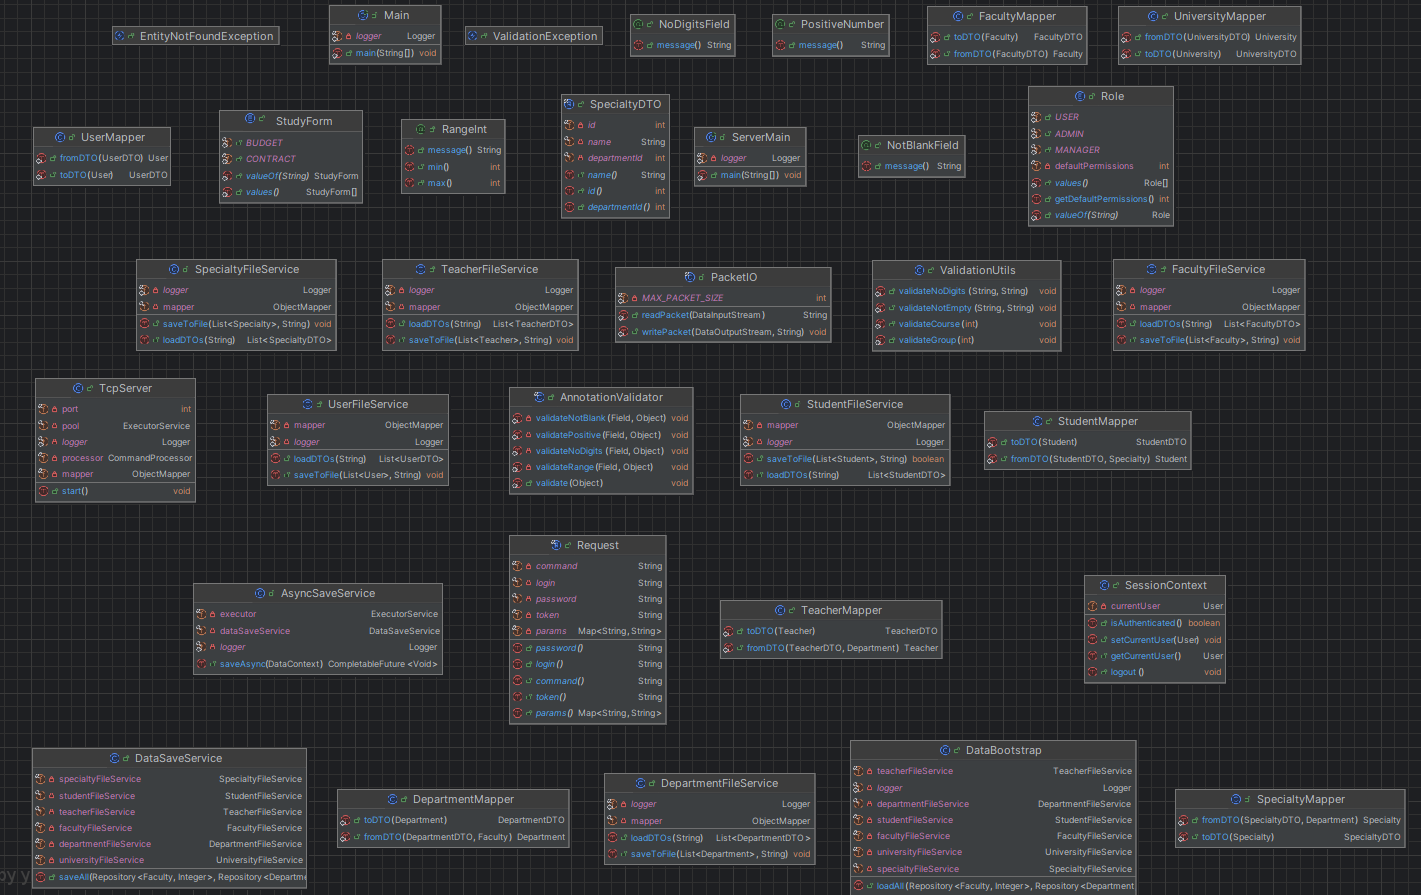 EntityNotFoundException
Main
logger Logger
main(String[]) void
ValidationException
NoDigitsField
message() String
PositiveNumber
message() String
FacultyMapper
toDTO(Faculty) FacultyDTO
fromDTO(FacultyDTO) Faculty
UniversityMapper
fromDTO(UniversityDTO) University
toDTO(University) UniversityDTO
UserMapper
fromDTO(UserDTO) User
toDTO(User) UserDTO
StudyForm
BUDGET
CONTRACT
valueOf(String) StudyForm
values() StudyForm[]
RangeInt
message() String
min() int
max() int
SpecialtyDTO
id int
name String
departmentId int
name() String
id() int
departmentId() int
ServerMain
logger Logger
main(String[]) void
NotBlankField
message() String
Role
USER
ADMIN
MANAGER
defaultPermissions int
values() Role[]
getDefaultPermissions() int
valueOf(String) Role
SpecialtyFileService
logger Logger
mapper ObjectMapper
saveToFile(List<Specialty>, String) void
loadDTOs(String) List<SpecialtyDTO>
TeacherFileService
logger Logger
mapper ObjectMapper
loadDTOs(String) List<TeacherDTO>
saveToFile(List<Teacher>, String) void
PacketIO
MAX_PACKET_SIZE int
readPacket(DataInputStream) String
writePacket(DataOutputStream, String) void
ValidationUtils
validateNoDigits (String, String) void
validateNotEmpty (String, String) void
validateCourse(int) void
validateGroup(int) void
FacultyFileService
logger Logger
mapper ObjectMapper
loadDTOs(String) List<FacultyDTO>
saveToFile(List<Faculty>, String) void
TcpServer
port int
pool ExecutorService
logger Logger
processor CommandProcessor
mapper ObjectMapper
start() void
UserFileService
mapper ObjectMapper
logger Logger
loadDTOs(String) List<UserDTO>
saveToFile(List<User>, String) void
AnnotationValidator
validateNotBlank (Field, Object) void
validatePositive (Field, Object) void
validateNoDigits (Field, Object) void
validateRange(Field, Object) void
validate(Object) void
StudentFileService
mapper ObjectMapper
logger Logger
saveToFile(List<Student>, String) boolean
loadDTOs(String) List<StudentDTO>
StudentMapper
toDTO(Student) StudentDTO
fromDTO(StudentDTO, Specialty) Student
Request
command String
login String
password String
token String
params Map<String, String>
password() String
login() String
command() String
token() String
params() Map<String, String>
AsyncSaveService
executor ExecutorService
dataSaveService DataSaveService
logger Logger
saveAsync(DataContext) CompletableFuture <Void>
TeacherMapper
toDTO(Teacher) TeacherDTO
fromDTO(TeacherDTO, Department) Teacher
SessionContext
currentUser User
isAuthenticated() boolean
setCurrentUser(User) void
getCurrentUser() User
logout () void
DataSaveService
specialtyFileService SpecialtyFileService
studentFileService StudentFileService
teacherFileService TeacherFileService
facultyFileService FacultyFileService
departmentFileService DepartmentFileService
universityFileService UniversityFileService
saveAll(Repository <Faculty, Integer>, Repository <Departm
DepartmentMapper
toDTO(Department) DepartmentDTO
fromDTO(DepartmentDTO, Faculty) Department
DepartmentFileService
logger Logger
mapper ObjectMapper
loadDTOs(String) List<DepartmentDTO>
saveToFile(List<Department>, String) void
DataBootstrap
teacherFileService TeacherFileService
logger Logger
departmentFileService DepartmentFileService
studentFileService StudentFileService
facultyFileService FacultyFileService
universityFileService UniversityFileService
specialtyFileService SpecialtyFileService
loadAll(Repository <Faculty, Integer>, Repository <Department
SpecialtyMapper
fromDTO(SpecialtyDTO, Department) Specialty
toDTO(Specialty) SpecialtyDTO
by y